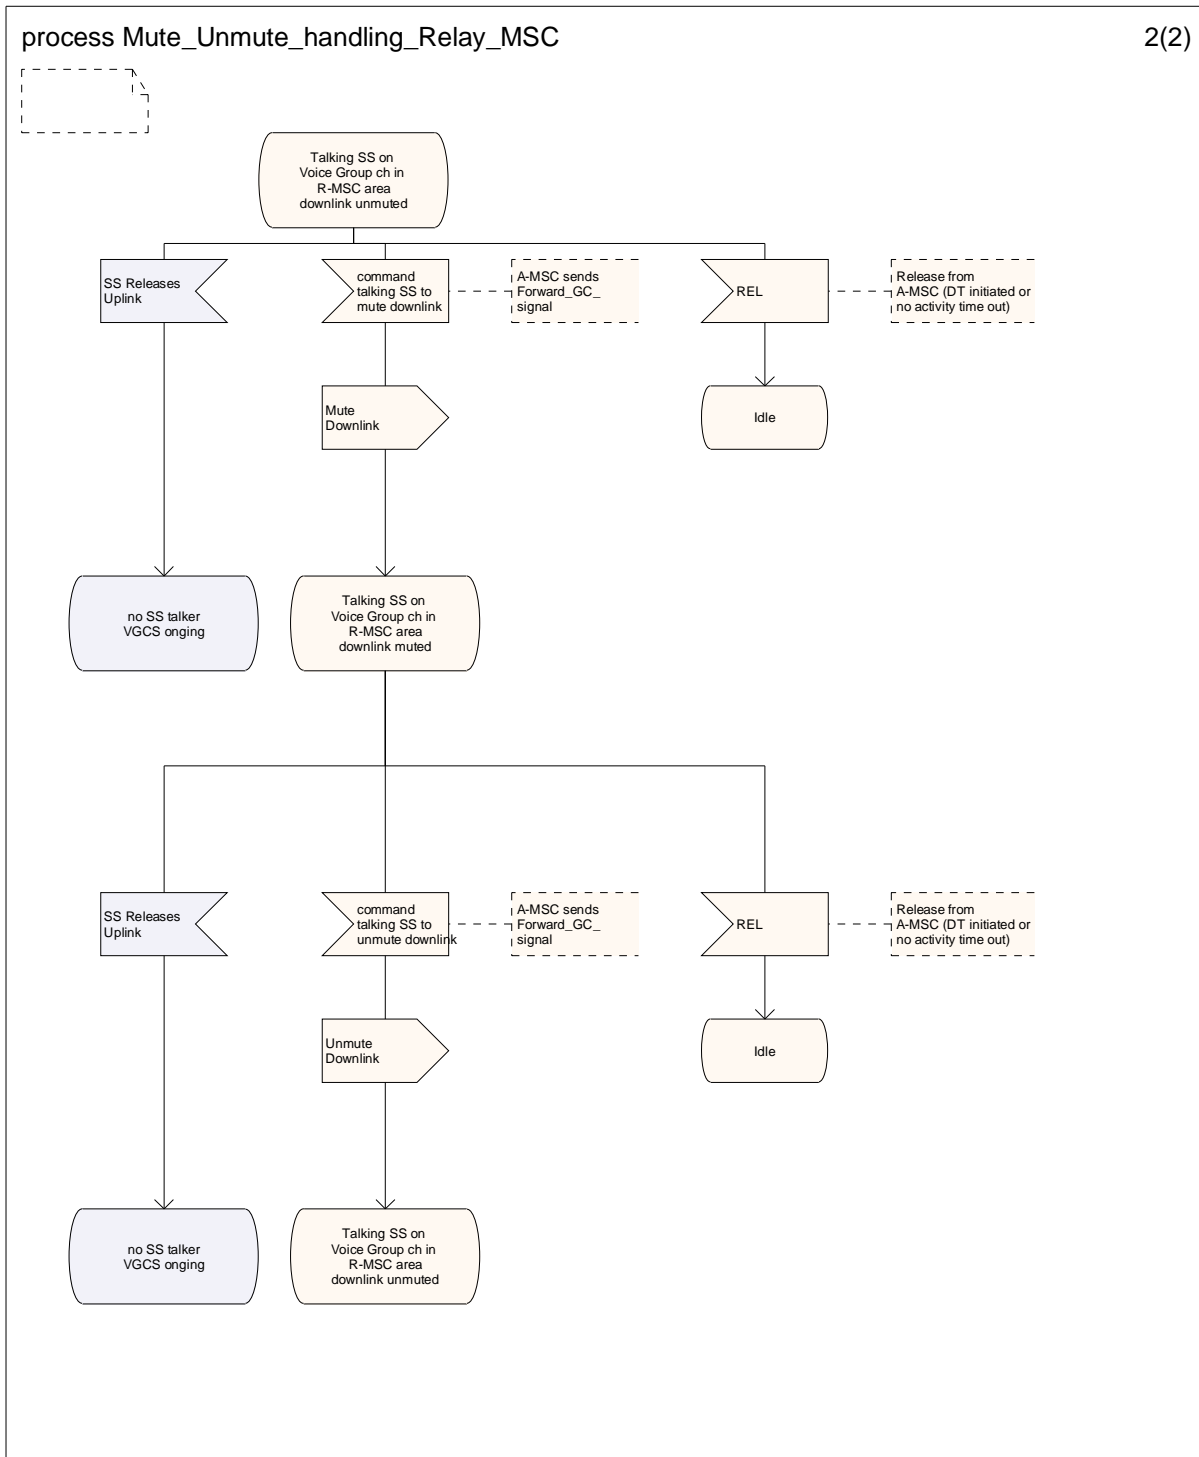 process Mute_Unmute_handling_Relay_MSC
2(2)
Talking SS on
Voice Group ch in
R-MSC area
downlink unmuted
SS Releases
Uplink
command
talking SS to
mute downlink
A-MSC sends
Forward_GC_
signal
REL
Release from
A-MSC (DT initiated or
no activity time out)
Mute
Downlink
Idle
no SS talker
VGCS onging
Talking SS on
Voice Group ch in
R-MSC area
downlink muted
SS Releases
Uplink
command
talking SS to
unmute downlink
A-MSC sends
Forward_GC_
signal
REL
Release from
A-MSC (DT initiated or
no activity time out)
Unmute
Downlink
Idle
no SS talker
VGCS onging
Talking SS on
Voice Group ch in
R-MSC area
downlink unmuted